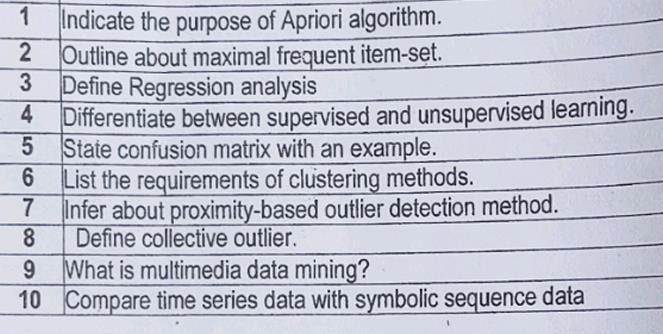 1 Indicate the purpose of Apriori algorithm.
2 Outline about maximal frequent item-set.
3 Define Regression analysis
4 Differentiate between supervised and unsupervised learning.
5 State confusion matrix with an example.
6 List the requirements of clustering methods.
7 Infer about proximity-based outlier detection method.
8 Define collective outlier.
9 What is multimedia data mining?
10 Compare time series data with symbolic sequence data